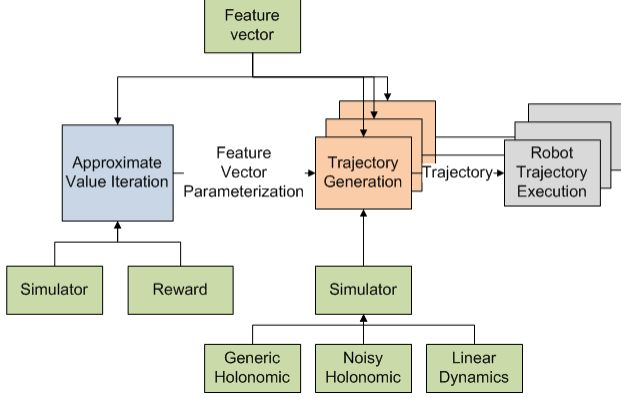 Feature
vector
Approximate
Value Iteration
Feature
Vector
Parameterization
Trajectory
Generation
Trajectory
Robot
Trajectory
Execution
Simulator
Reward
Simulator
Generic
Holonomic
Noisy
Holonomic
Linear
Dynamics